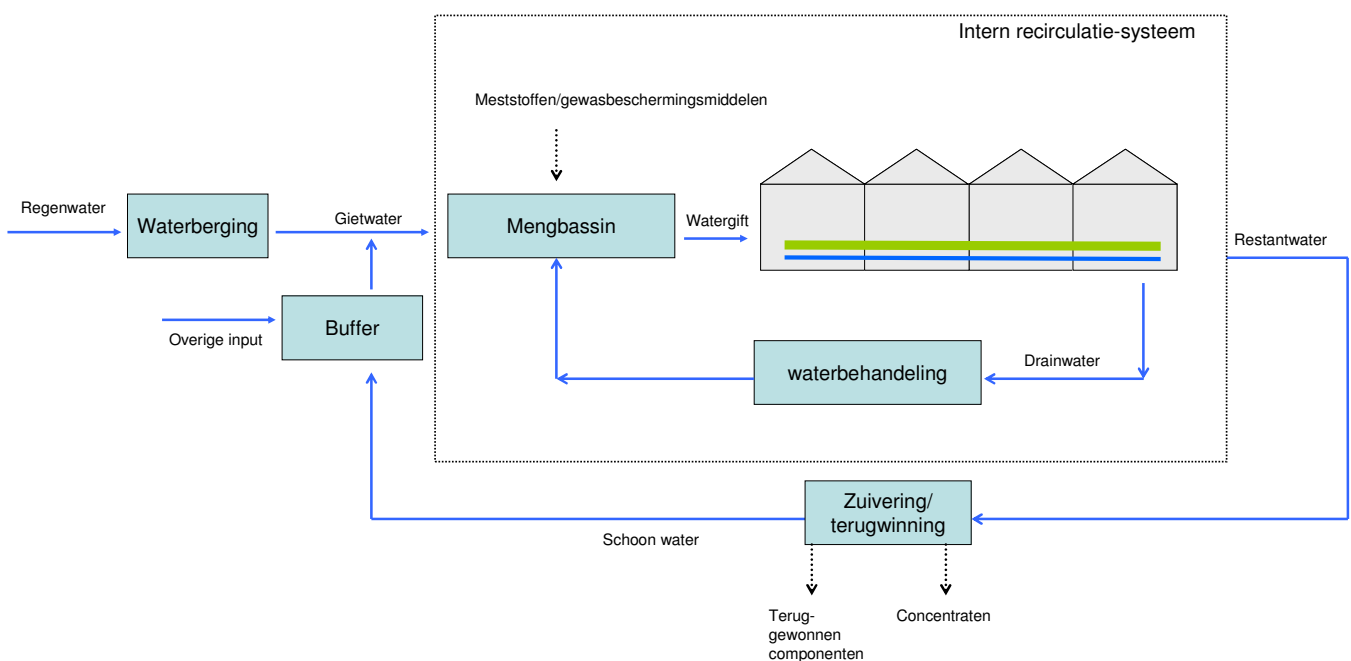 Intern recirculatie-systeem
Meststoffen/gewasbeschermingsmiddelen
Regenwater
Waterberging
Gietwater
Mengbassin
Watergift
Restantwater
Overige input
Buffer
waterbehandeling
Drainwater
Zuivering/
terugwinning
Schoon water
Terug-
gewonnen
componenten
Concentraten